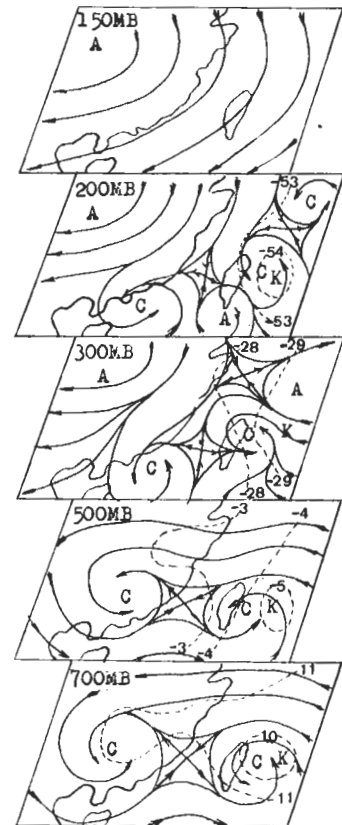 150MB
A
200MB
A
-53
C
-54
C K
C
A
-53
300MB
-28 -29
A
A
C K
C
-29
-28
500MB
-3
-4
-5
C
C K
-3 -4
700MB
11
-10
C
C K
-11